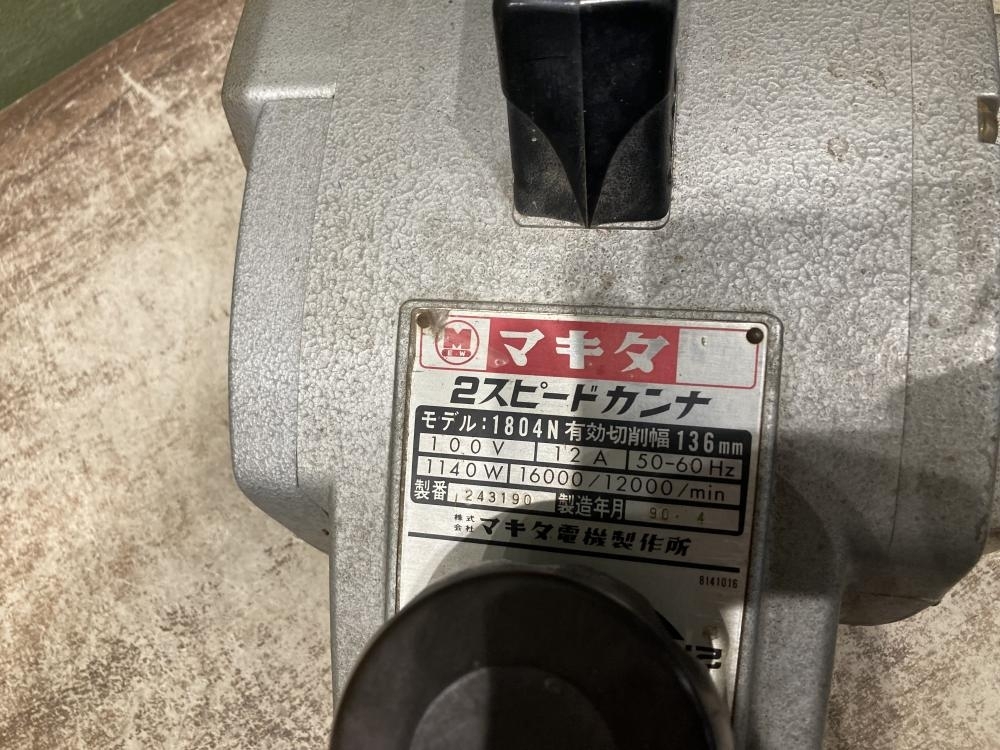 M
E W
マキタ
2スピードカンナ
モデル:1804N 有効切削幅 136mm
100V 12A 50-60Hz
1140W 16000/12000/min
製番 243190 製造年月 90. 4
株式会社 マキタ電機製作所
8141016